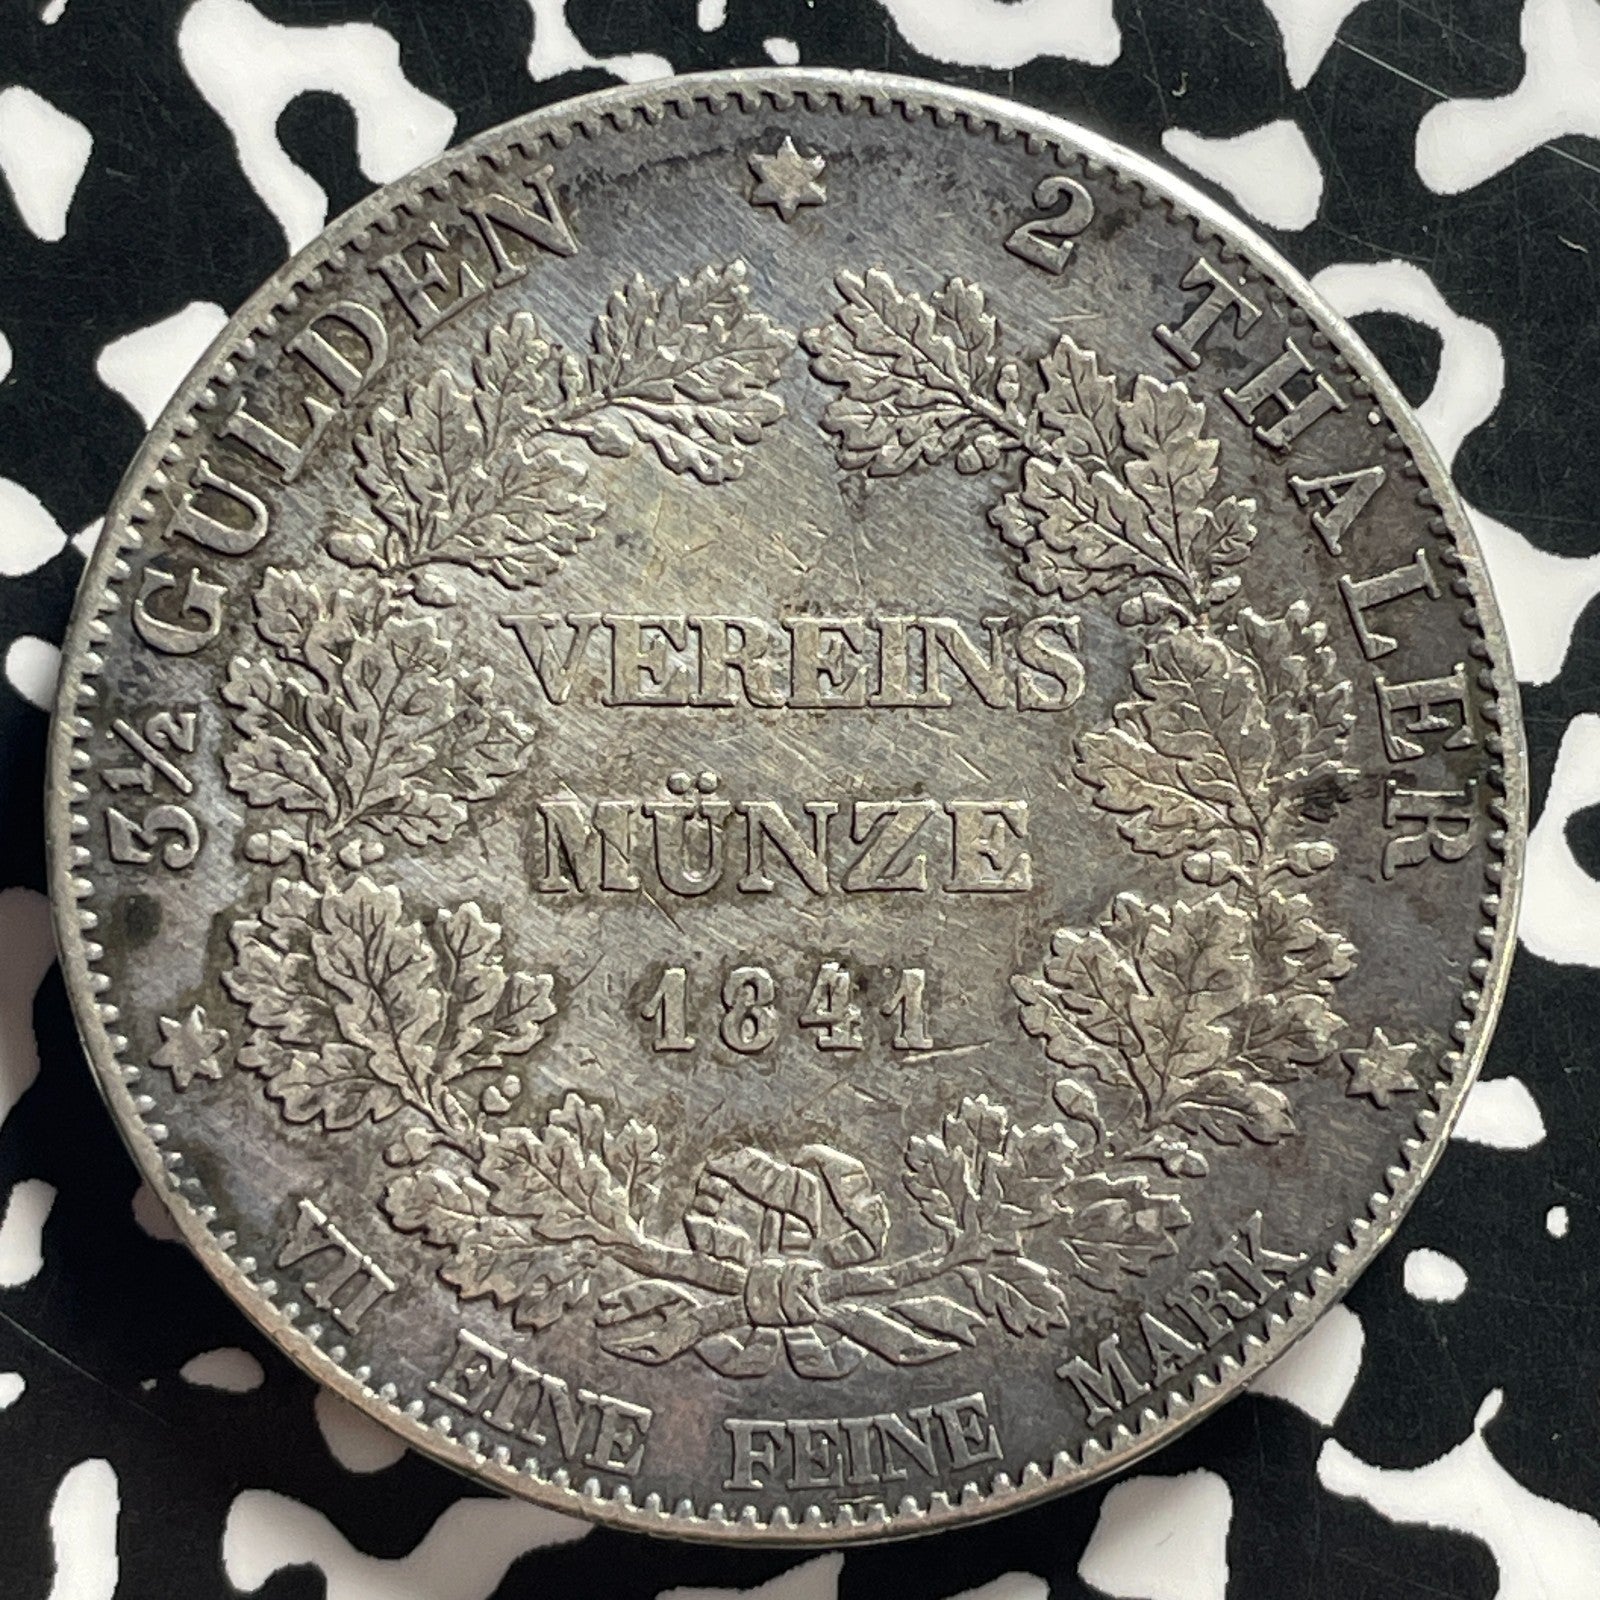 3½ GULDEN
2 THALER
VEREINS
MÜNZE
1841
VII EINE FEINE MARK